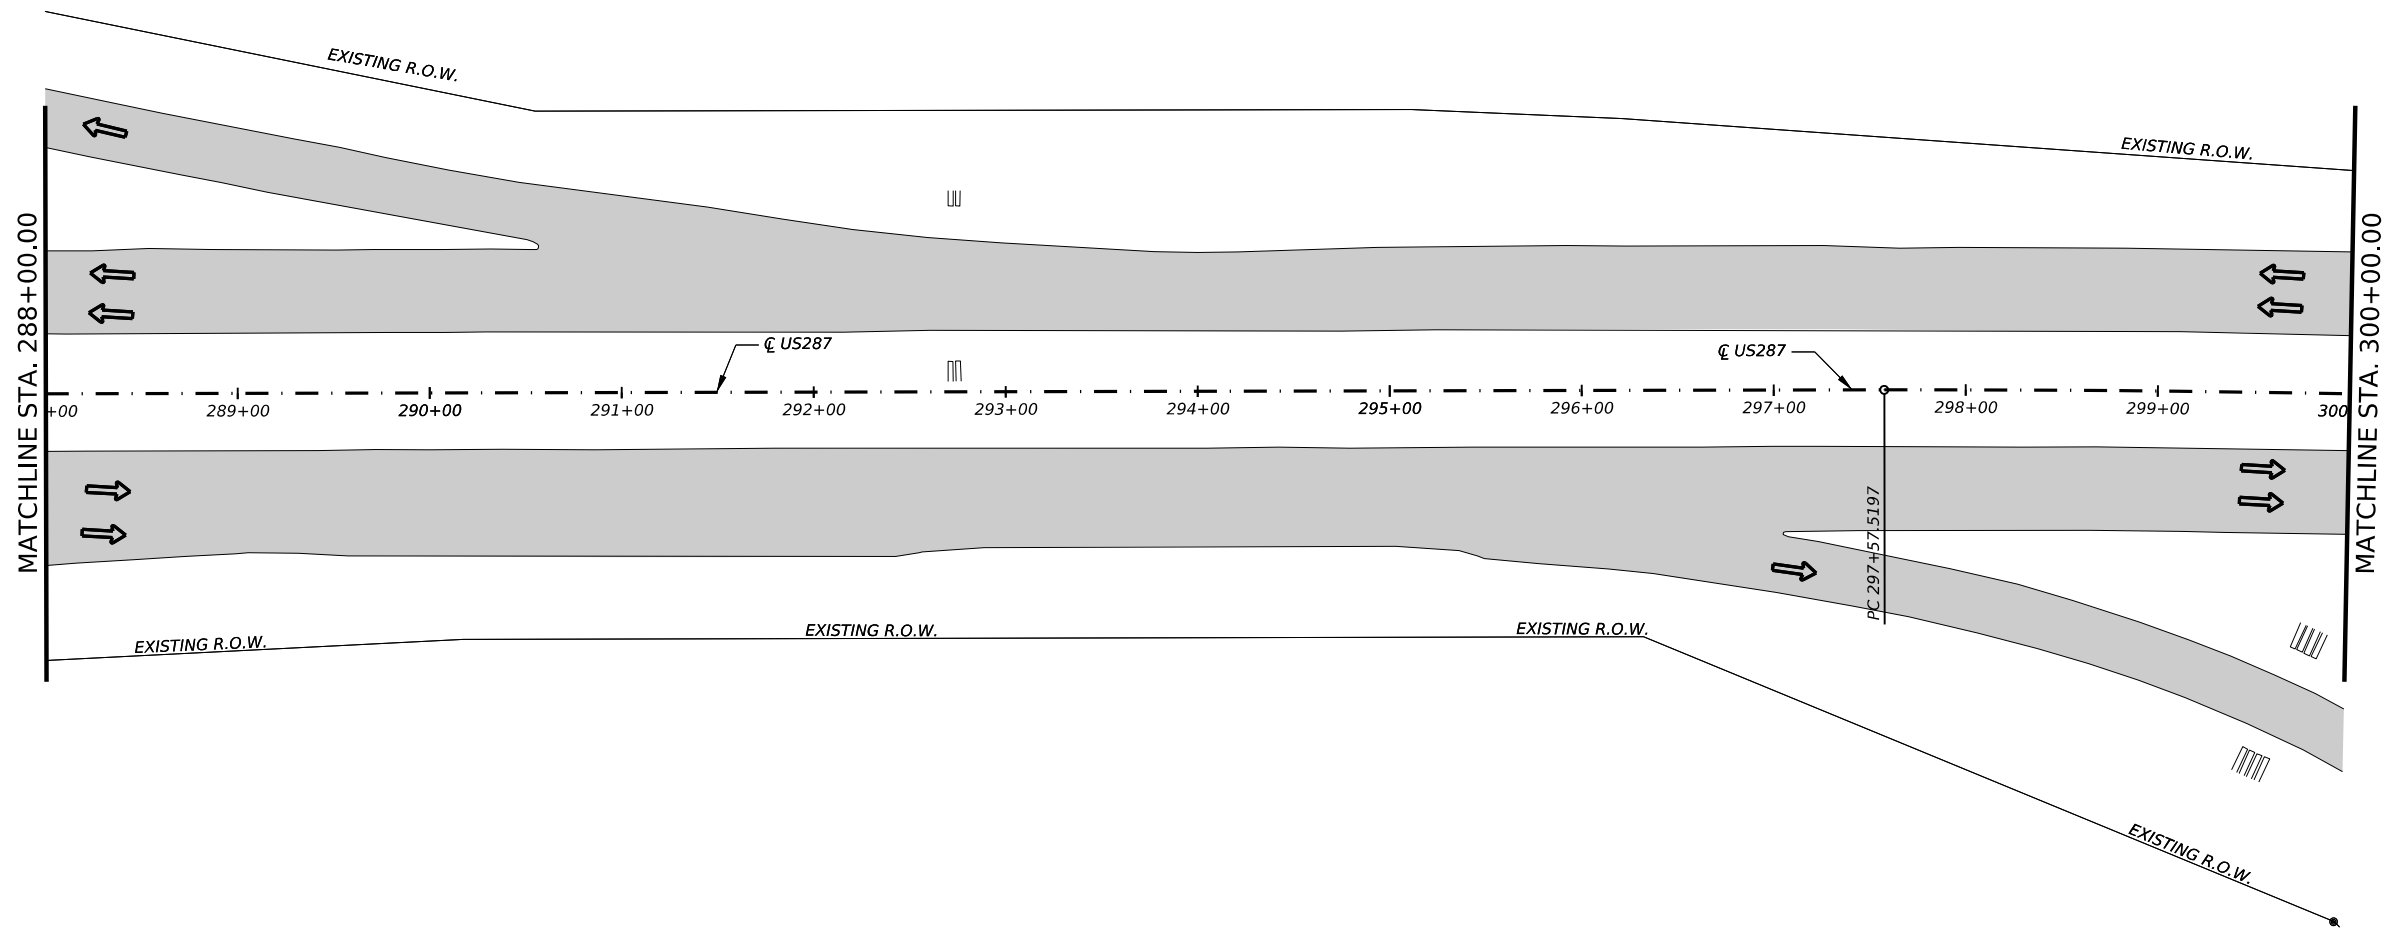 EXISTING R.O.W.
EXISTING R.O.W.
MATCHLINE STA. 288+00.00
MATCHLINE STA. 300+00.00
℄ US287
℄ US287
+00
289+00
290+00
291+00
292+00
293+00
294+00
295+00
296+00
297+00
298+00
299+00
300
PC 297+57.5197
EXISTING R.O.W.
EXISTING R.O.W.
EXISTING R.O.W.
EXISTING R.O.W.